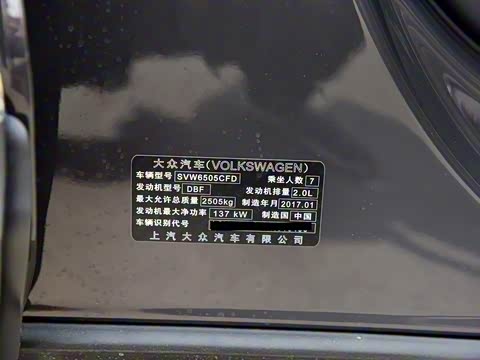 大众汽车(VOLKSWAGEN)
车辆型号 SVW6505CFD 乘坐人数 7
发动机型号 DBF 发动机排量 2.0L
最大允许总质量 2505kg 制造年月 2017.01
发动机最大净功率 137 kW 制造国 中国
车辆识别代号
上汽大众汽车有限公司